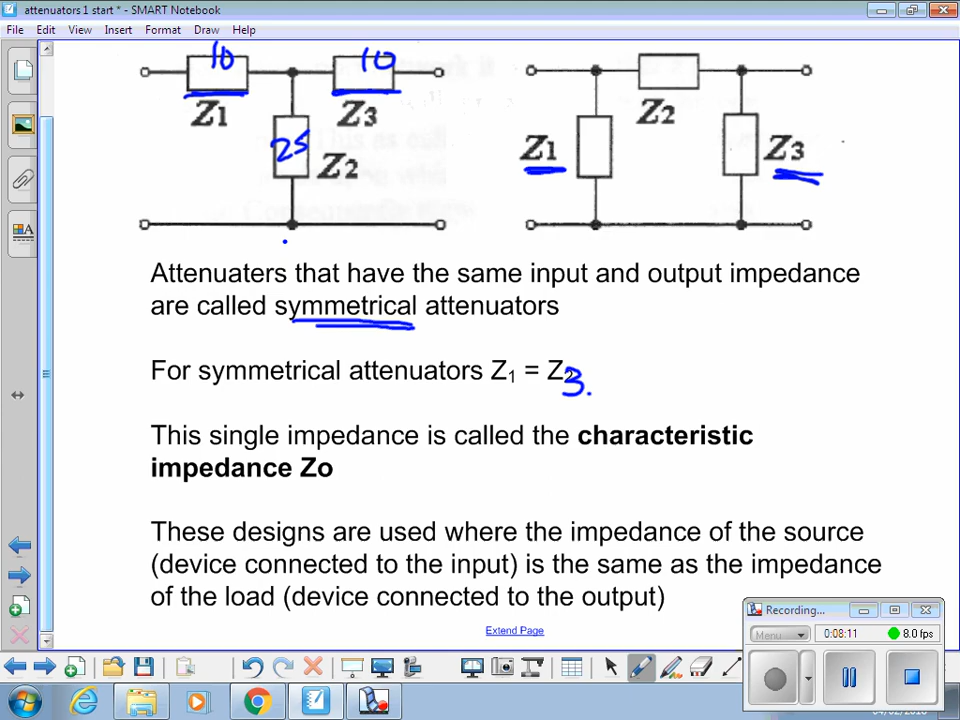 attenuators 1 start * - SMART Notebook
File Edit View Insert Format Draw Help
10 10
Z1 Z3
25 Z2
Z2
Z1 Z3
Attenuaters that have the same input and output impedance
are called symmetrical attenuators
For symmetrical attenuators Z1 = Z3.
This single impedance is called the characteristic
impedance Zo
These designs are used where the impedance of the source
(device connected to the input) is the same as the impedance
of the load (device connected to the output)
Extend Page
Recording...
Menu 0:08:11 8.0 fps